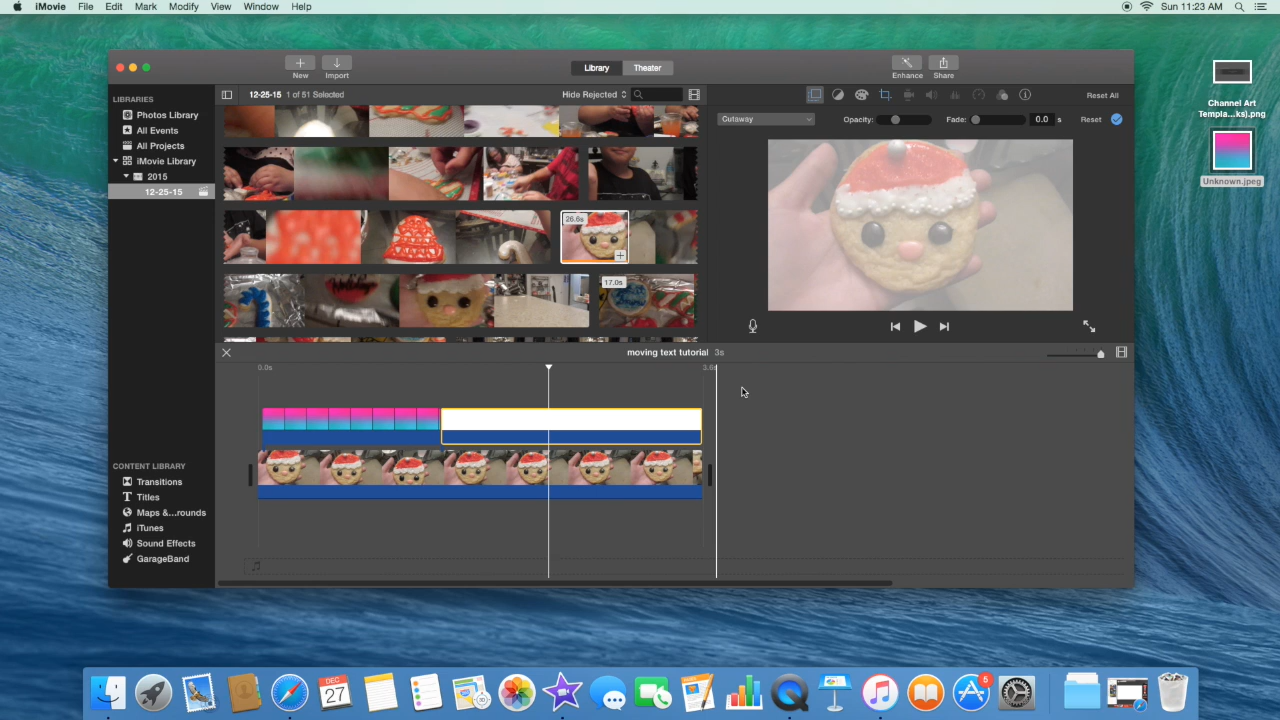 iMovie File Edit Mark Modify View Window Help Sun 11:23 AM
New Import Library Theater Enhance Share
LIBRARIES
Photos Library
All Events
All Projects
iMovie Library
2015
12-25-15
12-25-15 1 of 51 Selected Hide Rejected
Reset All
Cutaway Opacity: Fade: 0.0 s Reset
26.6s
17.0s
moving text tutorial 3s
0.0s 3.6s
CONTENT LIBRARY
Transitions
T Titles
Maps &...rounds
iTunes
Sound Effects
GarageBand
Channel Art
Templa...ks).png
Unknown.jpeg
DEC
27
5